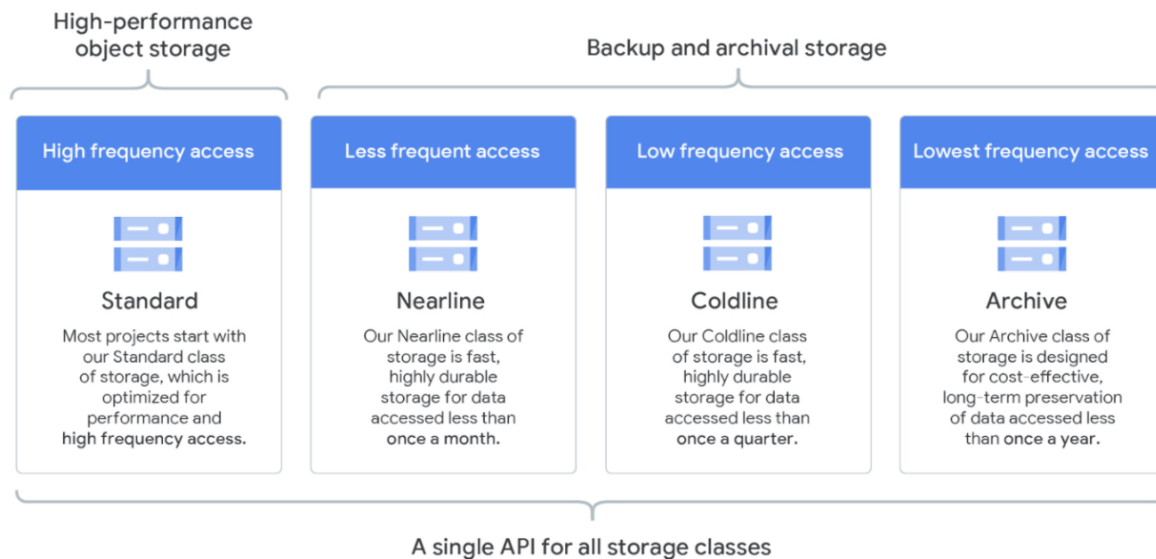 High-performance
object storage
Backup and archival storage
High frequency access
Standard
Most projects start with
our Standard class
of storage, which is
optimized for
performance and
high frequency access.
Less frequent access
Nearline
Our Nearline class of
storage is fast,
highly durable
storage for data
accessed less than
once a month.
Low frequency access
Coldline
Our Coldline class
of storage is fast,
highly durable
storage for data
accessed less than
once a quarter.
Lowest frequency access
Archive
Our Archive class of
storage is designed
for cost-effective,
long-term preservation
of data accessed less
than once a year.
A single API for all storage classes